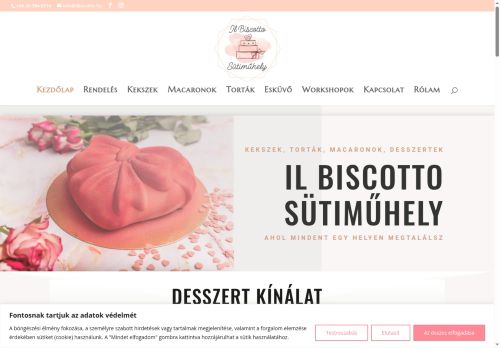 Il Biscotto
Sütiműhely
Kezdőlap Rendelés Kekszek Macaronok Torták Esküvő Workshopok Kapcsolat Rólam
KEKSZEK, TORTÁK, MACARONOK, DESSZERTEK
IL BISCOTTO
SÜTIMŰHELY
AHOL MINDENT EGY HELYEN MEGTALÁLSZ
DESSZERT KÍNÁLAT
Fontosnak tartjuk az adatok védelmét
A böngészési élmény fokozása, a személyre szabott hirdetések vagy tartalmak megjelenítése, valamint a forgalom elemzése
érdekében sütiket (cookie) használunk. A "Mindet elfogadom" gombra kattintva hozzájárulhat a sütik használatához.
Testreszabás Elutasít Az összes elfogadása